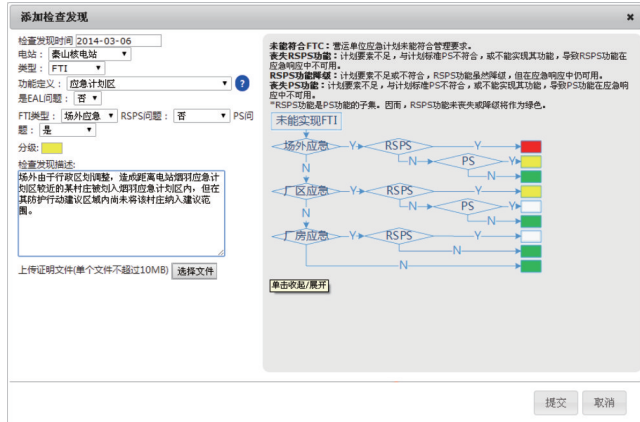 添加检查发现
×
检查发现时间 2014-03-06
电站： 秦山核电站
类型： FTI
功能定义： 应急计划区 ?
是EAL问题： 否
FTI类型： 场外应急 RSPS问题： 否 PS问
题： 是
分级：
检查发现描述：
场外由于行政区划调整，造成距离电站烟羽应急计
划区较近的某村庄被划入烟羽应急计划区内，但在
其防护行动建议区域内尚未将该村庄纳入建议范
围。
上传证明文件(单个文件不超过10MB) 选择文件
未能符合FTC：营运单位应急计划未能符合管理要求。
丧失RSPS功能：计划要素不足，与计划标准PS不符合，或不能实现其功能，导致RSPS功能在
应急响应中不可用。
RSPS功能降级：计划要素不足或不符合，RSPS功能虽然降级，但在应急响应中仍可用。
丧失PS功能：计划要素不足，与计划标准PS不符合，或不能实现其功能，导致PS功能在应急响
应中不可用。
"RSPS功能是PS功能的子集。因而，RSPS功能未丧失或降级将作为绿色。
未能实现FTI
场外应急 Y RSPS Y
N PS Y
N N
厂区应急 Y RSPS Y
N PS Y
N N
厂房应急 Y RSPS Y
N
N
单击收起/展开
提交 取消